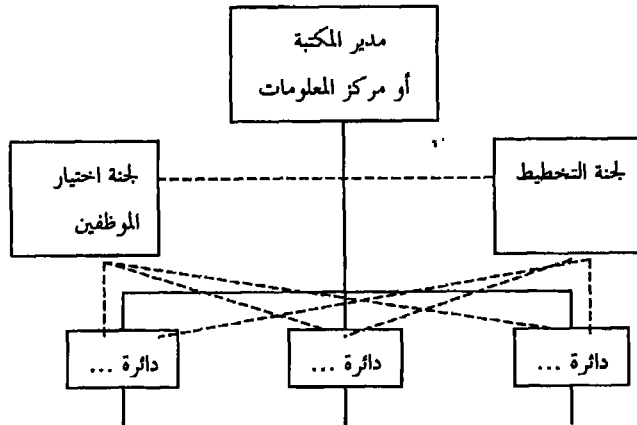 مدير المكتبة
أو مركز المعلومات
لجنة التخطيط
لجنة اختيار
الموظفين
دائرة ...
دائرة ...
دائرة ...